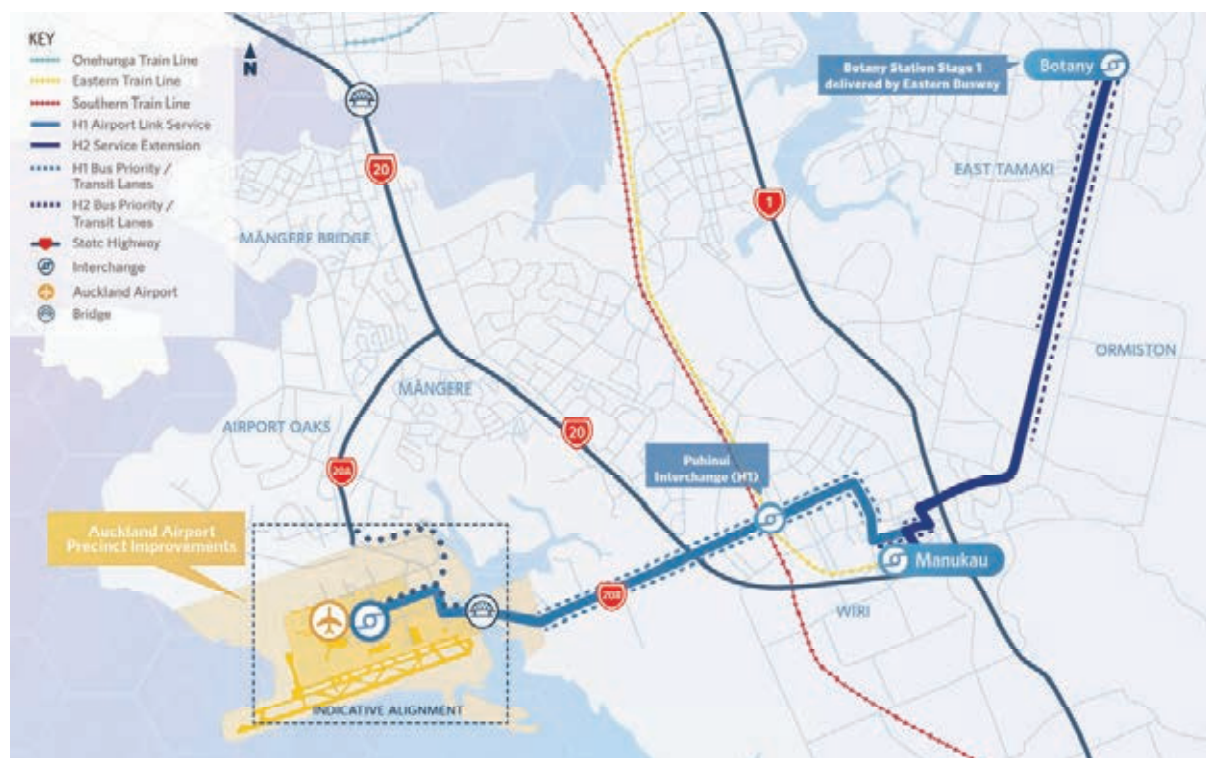 KEY
Onehunga Train Line
Eastern Train Line
Southern Train Line
H1 Airport Link Service
H2 Service Extension
H1 Bus Priority /
Transit Lanes
H2 Bus Priority /
Transit Lanes
State Highway
Interchange
Auckland Airport
Bridge
N
Botany Station Stage 1
delivered by Eastern Busway
Botany
20
EAST TAMAKI
1
MĀNGERE BRIDGE
ORMISTON
MĀNGERE
AIRPORT OAKS
20
20A
Puhinui
Interchange (H1)
Auckland Airport
Precinct Improvements
Manukau
20B
WIRI
INDICATIVE ALIGNMENT